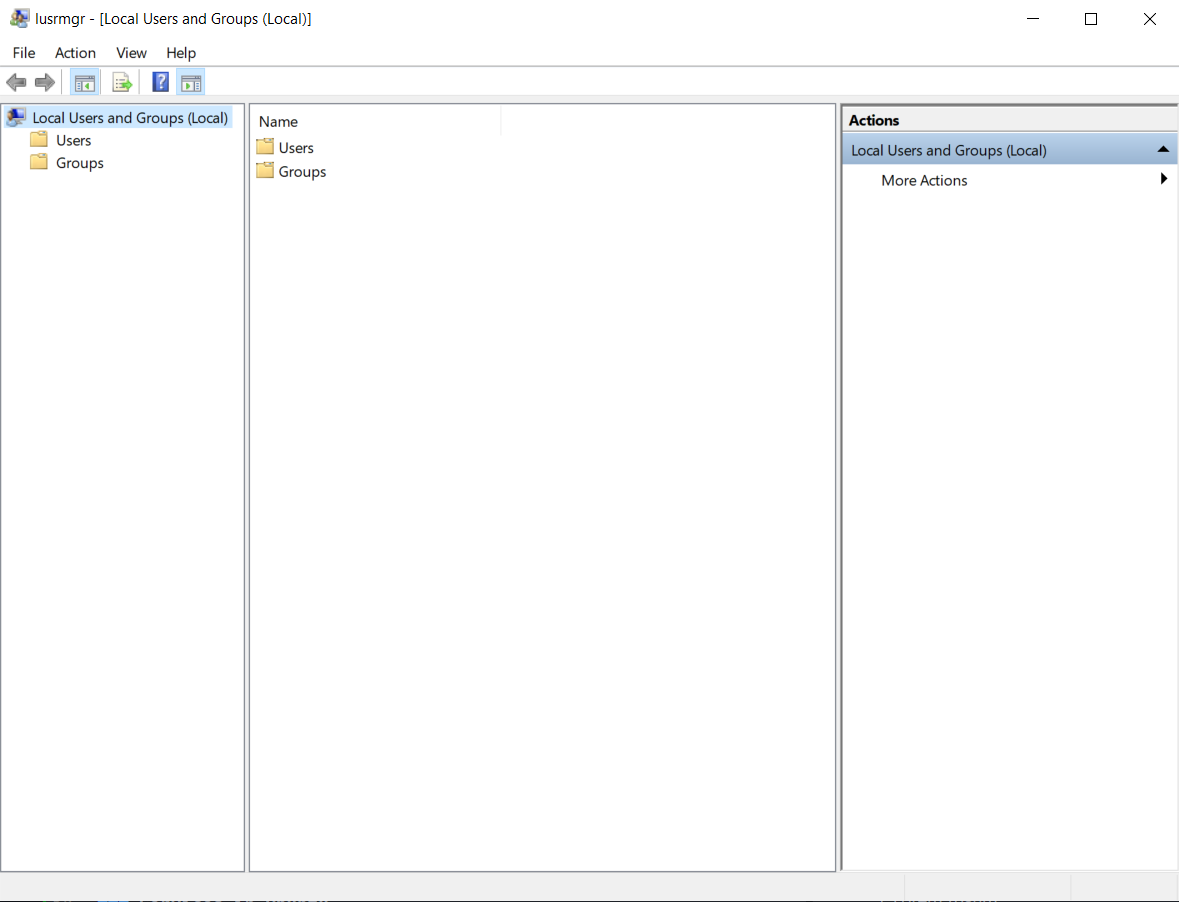 lusrmgr - [Local Users and Groups (Local)]
File Action View Help
?
Local Users and Groups (Local)
Users
Groups
Name
Users
Groups
Actions
Local Users and Groups (Local)
More Actions